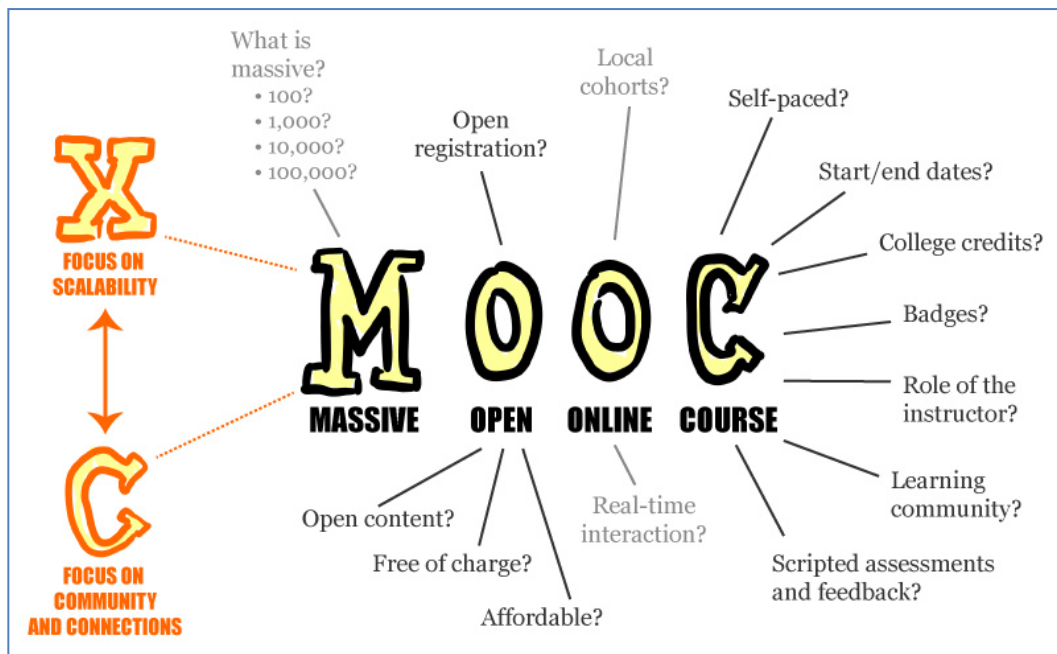 What is
massive?
• 100?
• 1,000?
• 10,000?
• 100,000?
Open
registration?
Local
cohorts?
Self-paced?
Start/end dates?
College credits?
Badges?
Role of the
instructor?
Learning
community?
Scripted assessments
and feedback?
X
FOCUS ON
SCALABILITY
C
FOCUS ON
COMMUNITY
AND CONNECTIONS
MOOC
MASSIVE OPEN ONLINE COURSE
Open content?
Free of charge?
Affordable?
Real-time
interaction?